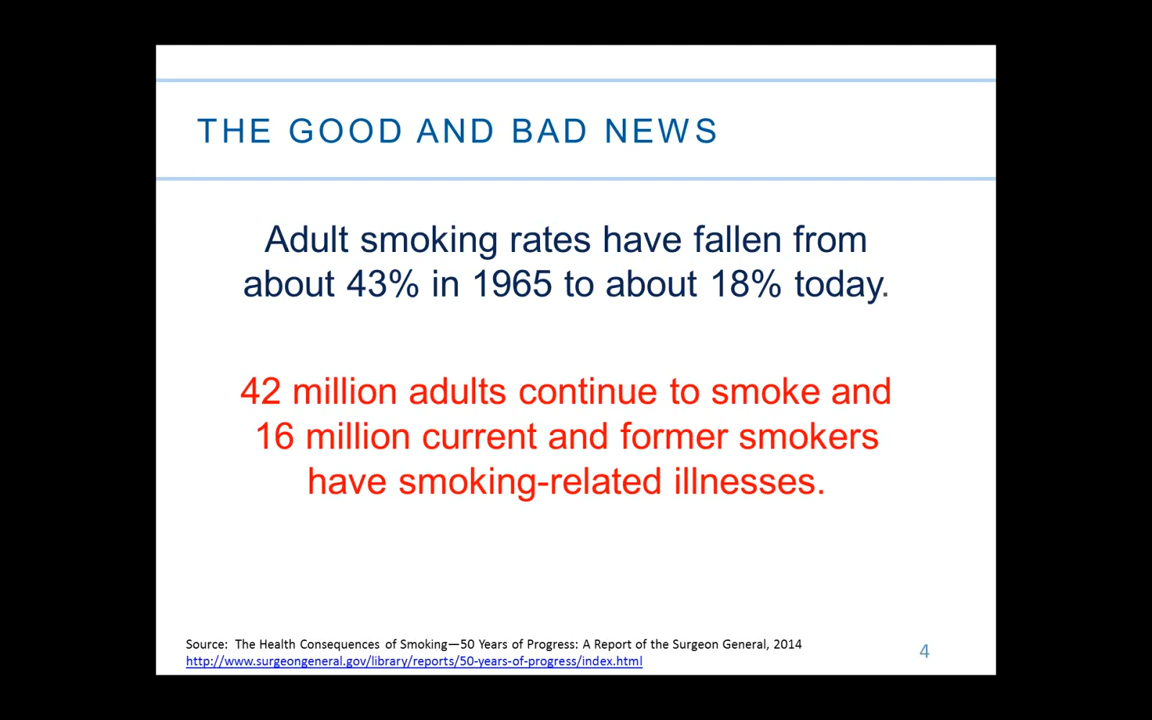 THE GOOD AND BAD NEWS
Adult smoking rates have fallen from
about 43% in 1965 to about 18% today.
42 million adults continue to smoke and
16 million current and former smokers
have smoking-related illnesses.
Source:  The Health Consequences of Smoking—50 Years of Progress: A Report of the Surgeon General, 2014
http://www.surgeongeneral.gov/library/reports/50-years-of-progress/index.html
4